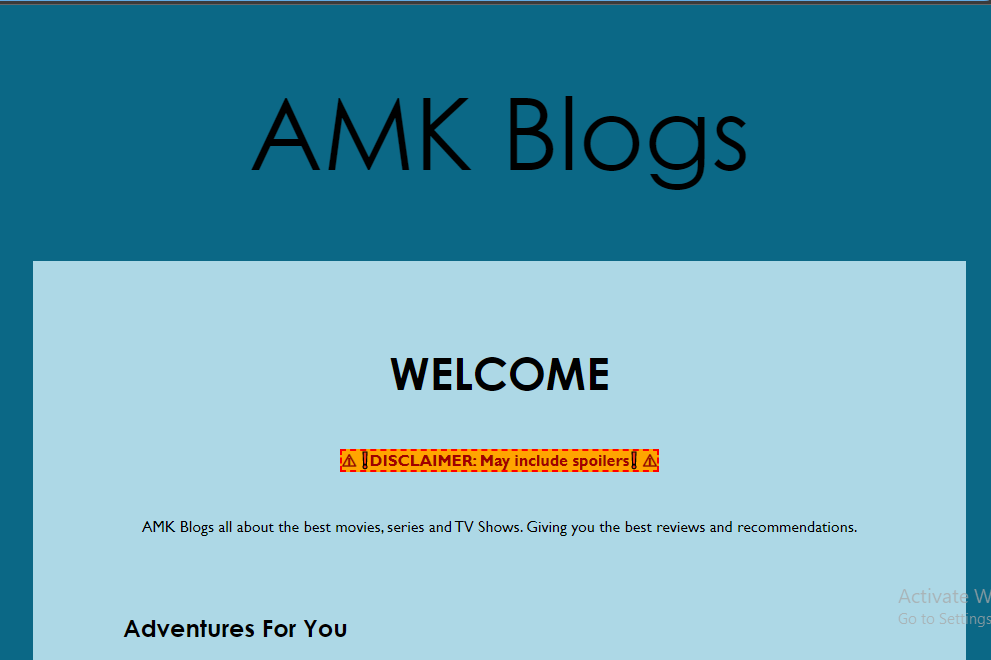 AMK Blogs
WELCOME
⚠❗DISCLAIMER: May include spoilers❗⚠
AMK Blogs all about the best movies, series and TV Shows. Giving you the best reviews and recommendations.
Activate W
Go to Settings
Adventures For You